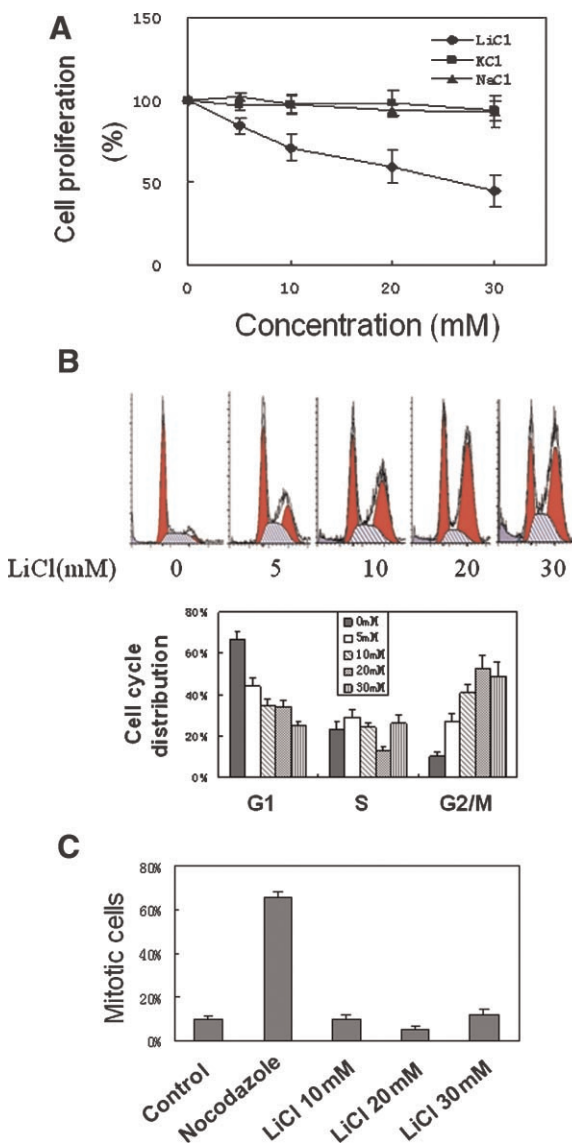 A
150
100
50
0
Cell proliferation
(%)
LiCl
KCl
NaCl
0 10 20 30
Concentration (mM)
B
LiCl(mM) 0 5 10 20 30
80%
60%
40%
20%
0%
Cell cycle
distribution
0mM
5mM
10mM
20mM
30mM
G1 S G2/M
C
80%
60%
40%
20%
0%
Mitotic cells
Control
Nocodazole
LiCl 10 mM
LiCl 20 mM
LiCl 30 mM